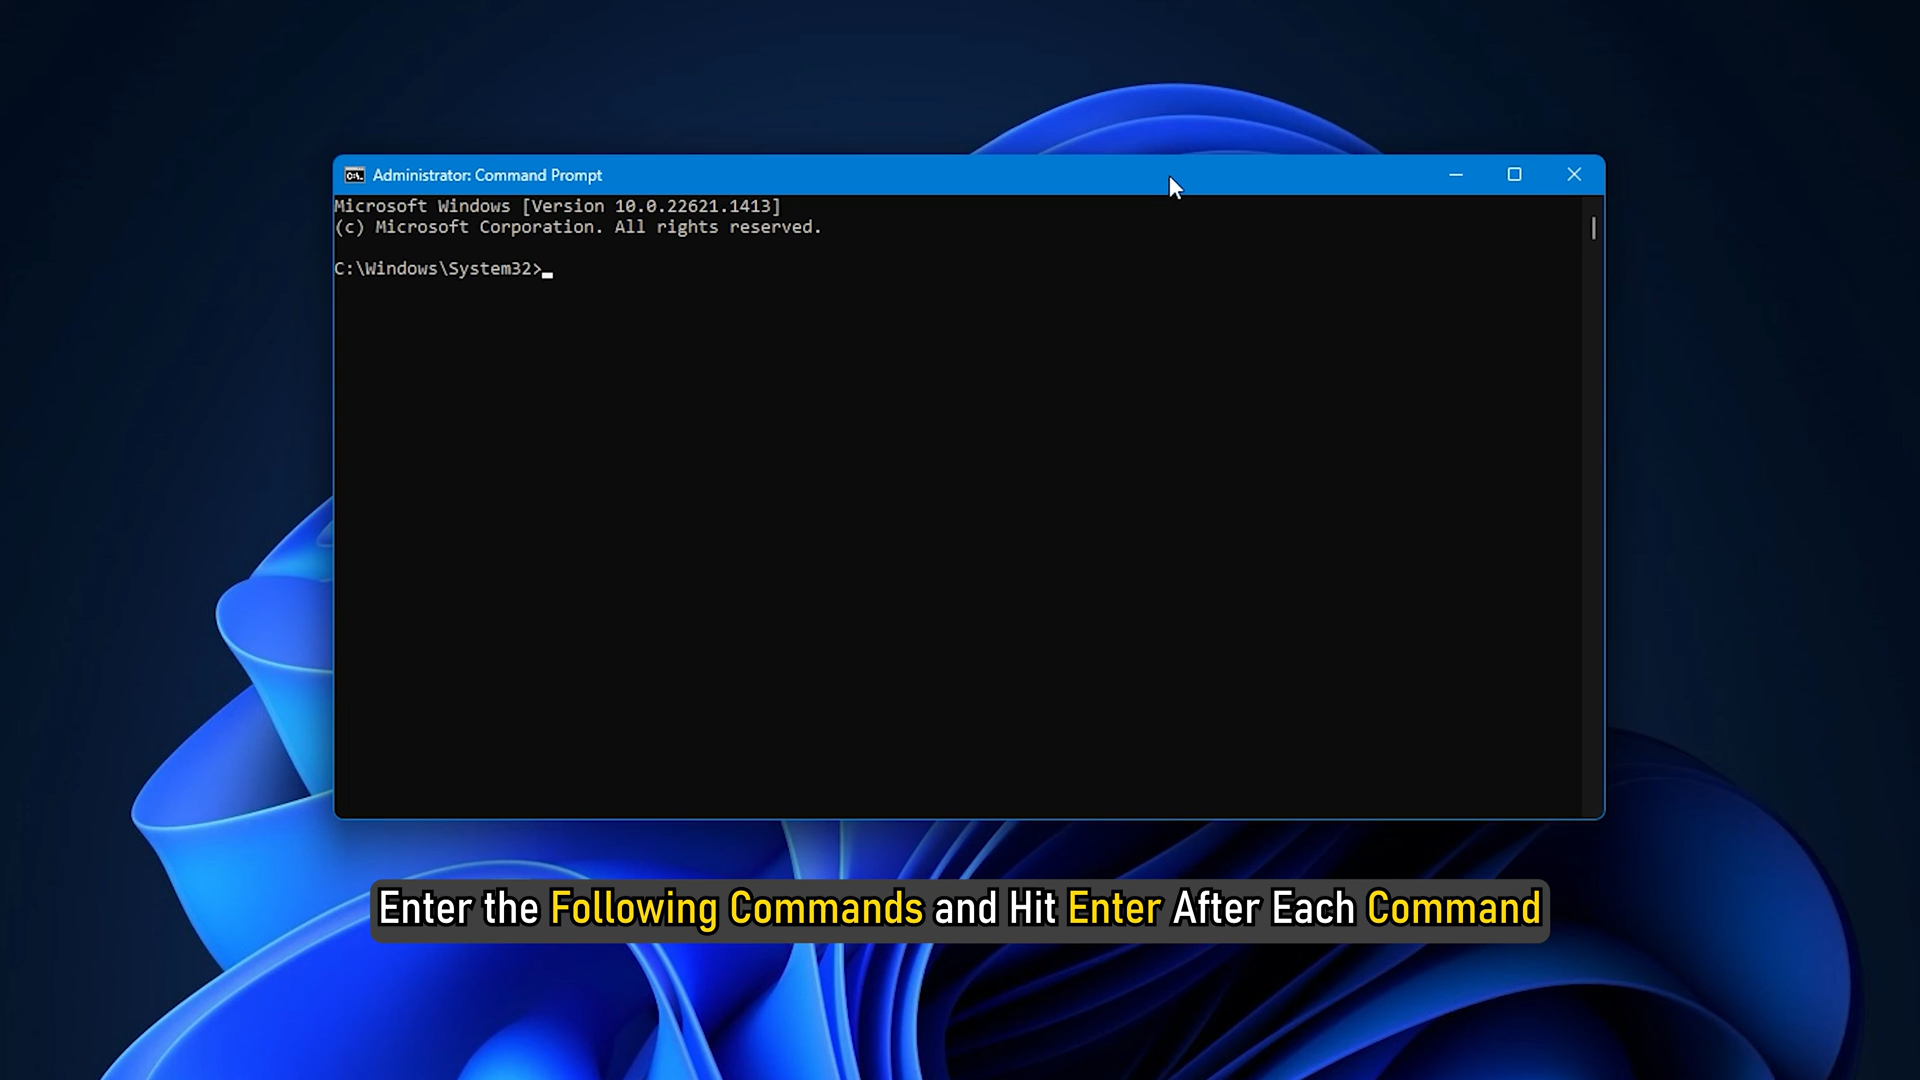 Administrator: Command Prompt
Microsoft Windows [Version 10.0.22621.1413]
(c) Microsoft Corporation. All rights reserved.
C:\Windows\System32>
Enter the Following Commands and Hit Enter After Each Command